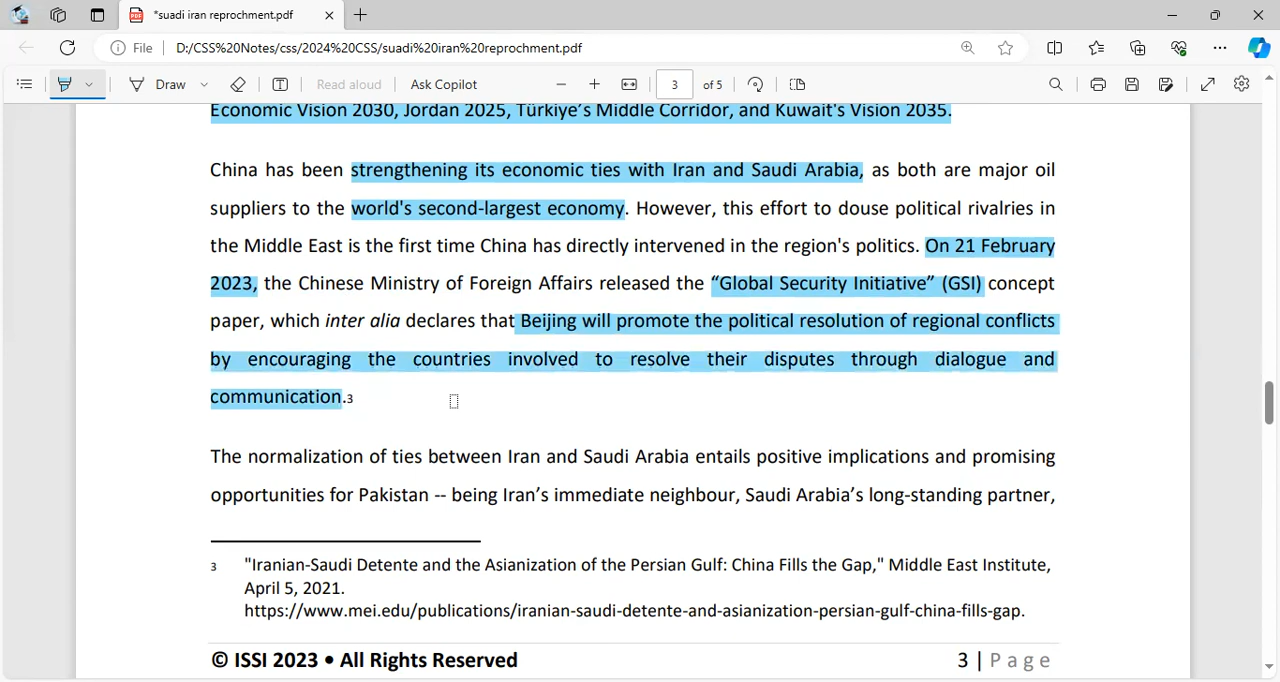 *suadi iran reprochment.pdf
File D:/CSS%20Notes/css/2024%20CSS/suadi%20iran%20reprochment.pdf
Draw Read aloud Ask Copilot 3 of 5
Economic Vision 2030, Jordan 2025, Türkiye's Middle Corridor, and Kuwait's Vision 2035.
China has been strengthening its economic ties with Iran and Saudi Arabia, as both are major oil
suppliers to the world's second-largest economy. However, this effort to douse political rivalries in
the Middle East is the first time China has directly intervened in the region's politics. On 21 February
2023, the Chinese Ministry of Foreign Affairs released the “Global Security Initiative” (GSI) concept
paper, which inter alia declares that Beijing will promote the political resolution of regional conflicts
by encouraging the countries involved to resolve their disputes through dialogue and
communication.3
The normalization of ties between Iran and Saudi Arabia entails positive implications and promising
opportunities for Pakistan -- being Iran’s immediate neighbour, Saudi Arabia’s long-standing partner,
3 "Iranian-Saudi Detente and the Asianization of the Persian Gulf: China Fills the Gap," Middle East Institute,
April 5, 2021.
https://www.mei.edu/publications/iranian-saudi-detente-and-asianization-persian-gulf-china-fills-gap.
© ISSI 2023 • All Rights Reserved 3 | Page